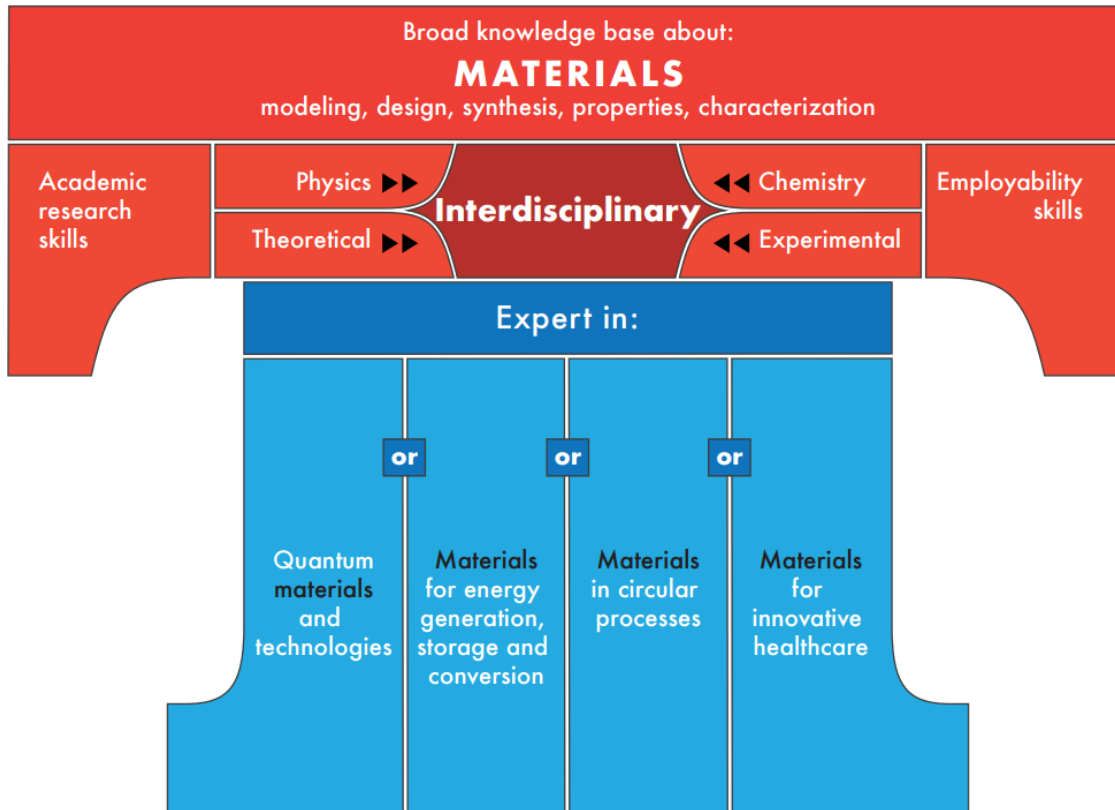 Broad knowledge base about:
MATERIALS
modeling, design, synthesis, properties, characterization
Academic
research
skills
Physics ►►
Theoretical ►►
Interdisciplinary
◄◄ Chemistry
◄◄ Experimental
Employability
skills
Expert in:
or
or
or
Quantum
materials
and
technologies
Materials
for energy
generation,
storage and
conversion
Materials
in circular
processes
Materials
for
innovative
healthcare